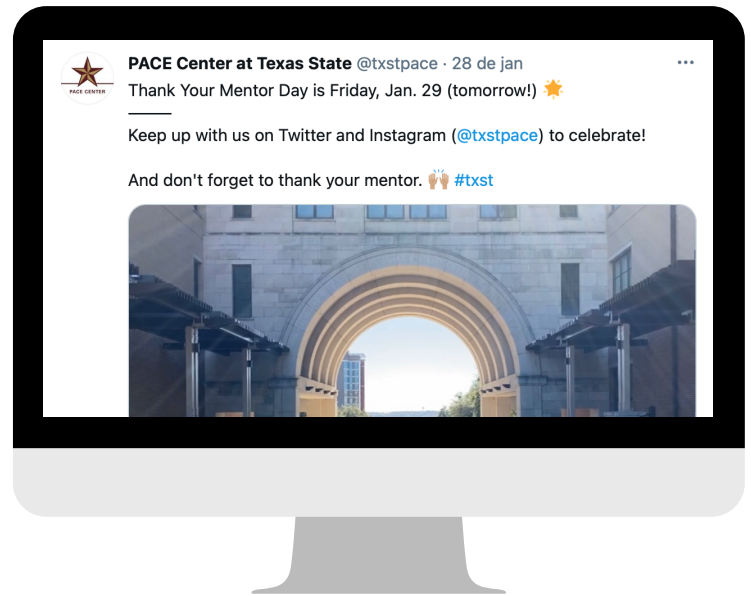 PACE Center at Texas State @txstpace · 28 de jan
PACE CENTER
Thank Your Mentor Day is Friday, Jan. 29 (tomorrow!) 🌟
———
Keep up with us on Twitter and Instagram (@txstpace) to celebrate!
And don't forget to thank your mentor. 🙌🏽 #txst